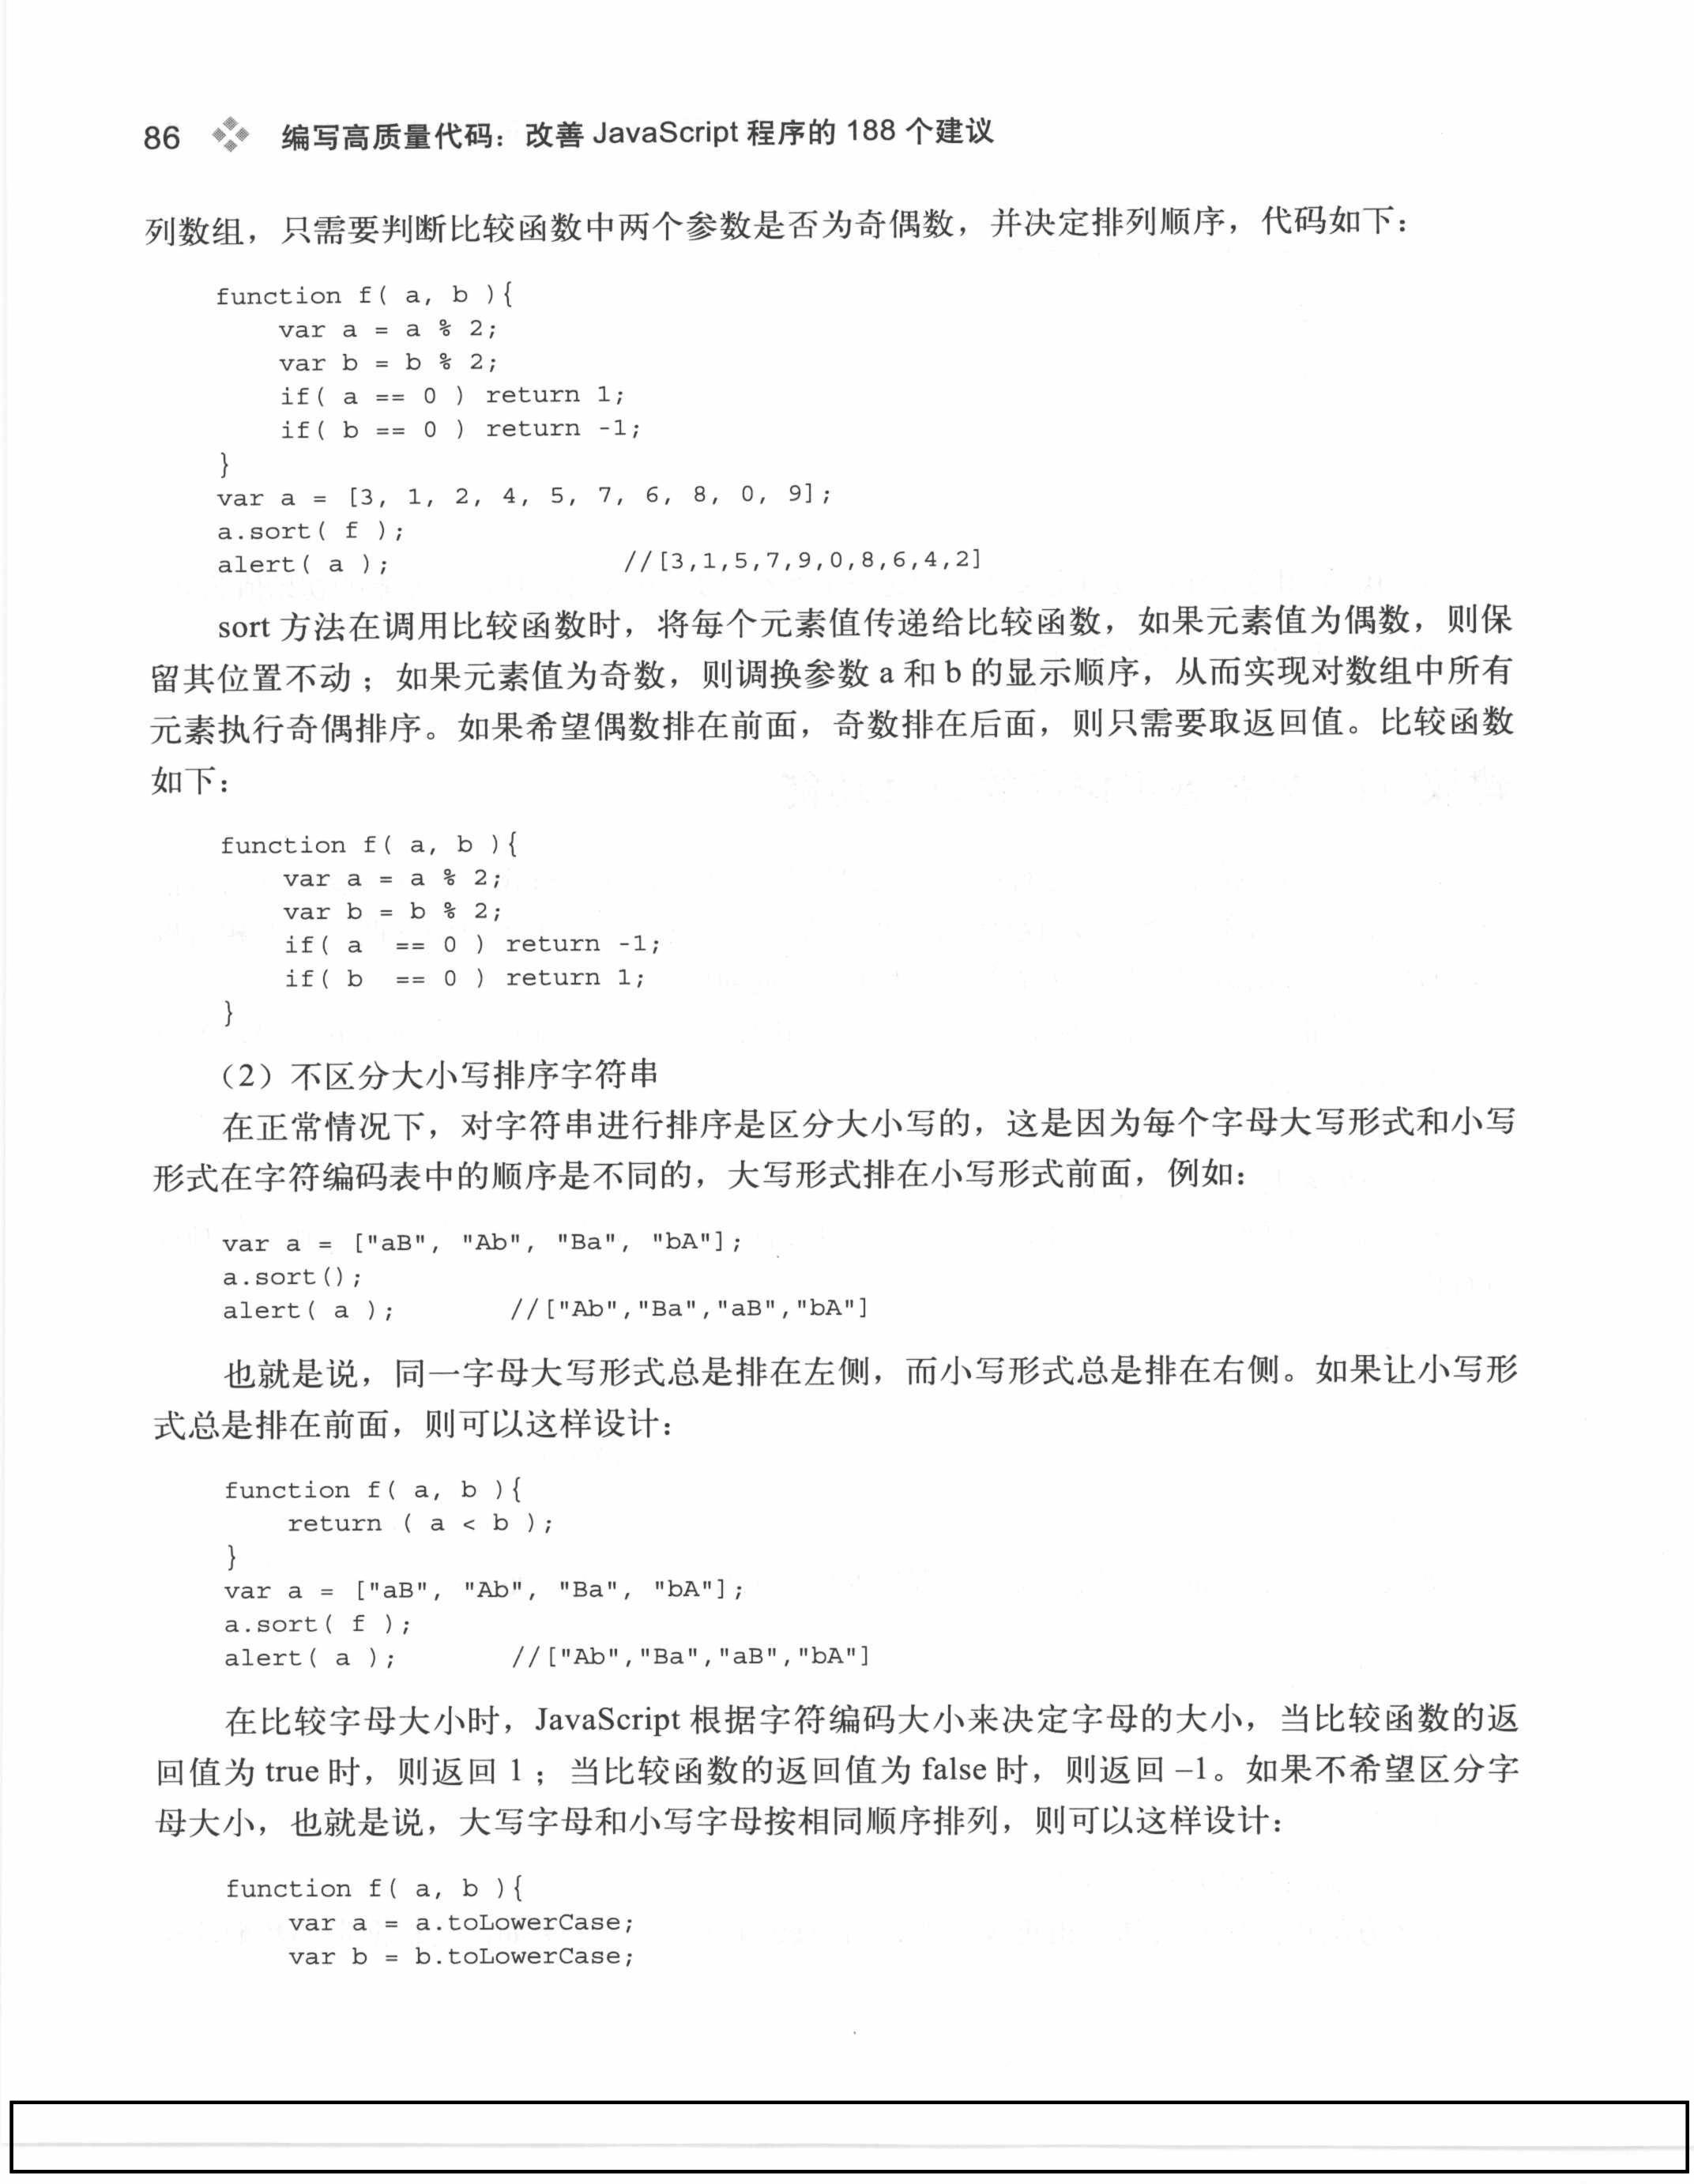 86 编写高质量代码：改善 JavaScript 程序的 188 个建议
列数组，只需要判断比较函数中两个参数是否为奇偶数，并决定排列顺序，代码如下：
function f( a, b ){
    var a = a % 2;
    var b = b % 2;
    if( a == 0 ) return 1;
    if( b == 0 ) return -1;
}
var a = [3, 1, 2, 4, 5, 7, 6, 8, 0, 9];
a.sort( f );
alert( a );               //[3,1,5,7,9,0,8,6,4,2]
sort 方法在调用比较函数时，将每个元素值传递给比较函数，如果元素值为偶数，则保
留其位置不动；如果元素值为奇数，则调换参数 a 和 b 的显示顺序，从而实现对数组中所有
元素执行奇偶排序。如果希望偶数排在前面，奇数排在后面，则只需要取返回值。比较函数
如下：
function f( a, b ){
    var a = a % 2;
    var b = b % 2;
    if( a  == 0 ) return -1;
    if( b  == 0 ) return 1;
}
（2）不区分大小写排序字符串
在正常情况下，对字符串进行排序是区分大小写的，这是因为每个字母大写形式和小写
形式在字符编码表中的顺序是不同的，大写形式排在小写形式前面，例如：
var a = ["aB", "Ab", "Ba", "bA"];
a.sort();
alert( a );       //["Ab","Ba","aB","bA"]
也就是说，同一字母大写形式总是排在左侧，而小写形式总是排在右侧。如果让小写形
式总是排在前面，则可以这样设计：
function f( a, b ){
    return ( a < b );
}
var a = ["aB", "Ab", "Ba", "bA"];
a.sort( f );
alert( a );       //["Ab","Ba","aB","bA"]
在比较字母大小时，JavaScript 根据字符编码大小来决定字母的大小，当比较函数的返
回值为 true 时，则返回 1；当比较函数的返回值为 false 时，则返回 –1。如果不希望区分字
母大小，也就是说，大写字母和小写字母按相同顺序排列，则可以这样设计：
function f( a, b ){
    var a = a.toLowerCase;
    var b = b.toLowerCase;